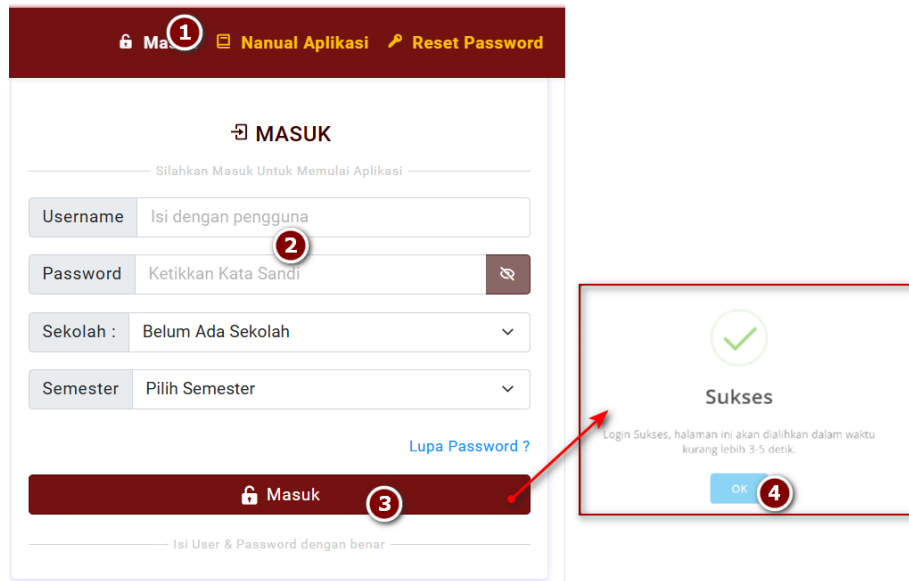 1
Nanual Aplikasi Reset Password
MASUK
Silahkan Masuk Untuk Memulai Aplikasi
Username Isi dengan pengguna
2
Password Ketikkan Kata Sandi
Sekolah : Belum Ada Sekolah
Semester Pilih Semester
Lupa Password ?
Masuk
3
Isi User & Password dengan benar
Sukses
Login Sukses, halaman ini akan dialihkan dalam waktu
kurang lebih 3-5 detik.
OK
4